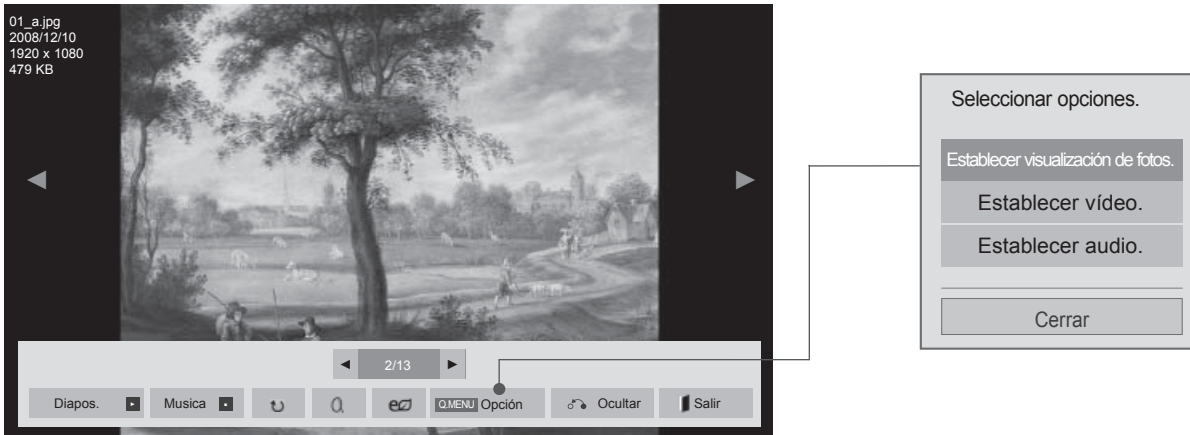 01_a.jpg
2008/12/10
1920 x 1080
479 KB
2/13
Diapos. Musica Q.MENU Opción Ocultar Salir
Seleccionar opciones.
Establecer visualización de fotos.
Establecer vídeo.
Establecer audio.
Cerrar